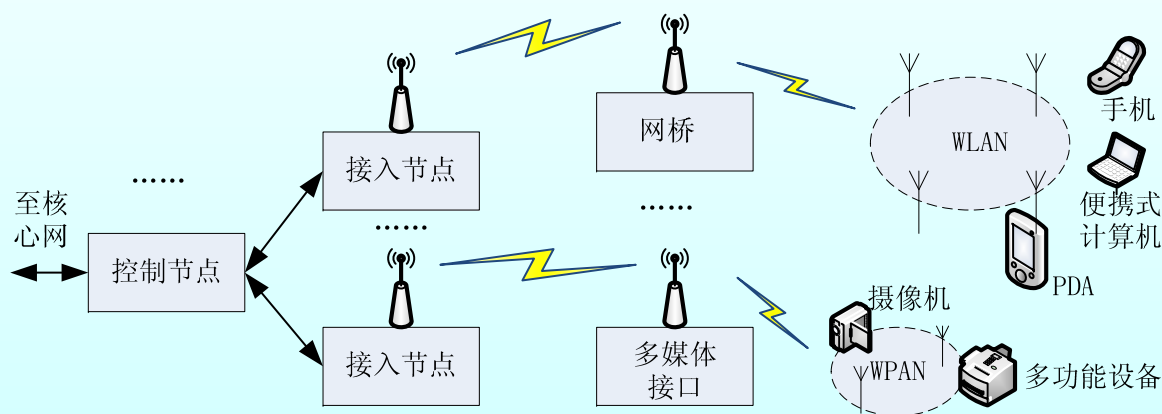 至核
心网
……
控制节点
接入节点
……
接入节点
网桥
……
多媒体
接口
WLAN
手机
便携式
计算机
PDA
摄像机
WPAN
多功能设备